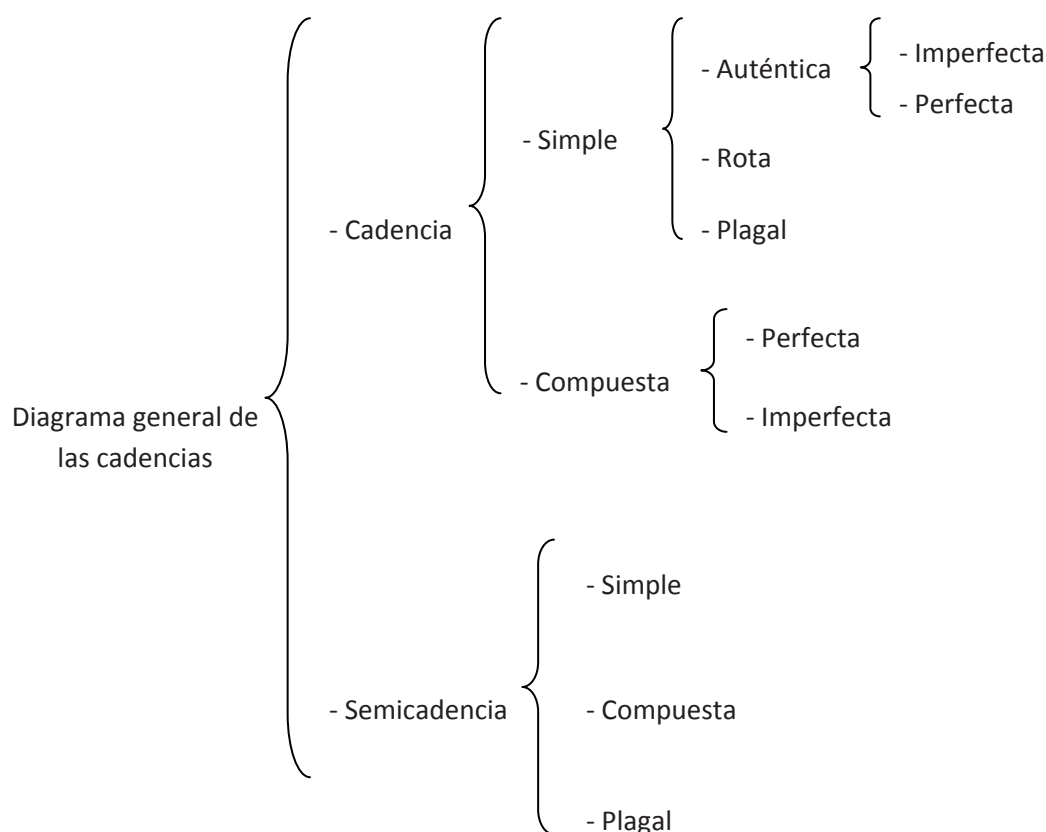 Diagrama general de
las cadencias
- Cadencia
- Simple
- Auténtica
- Imperfecta
- Perfecta
- Rota
- Plagal
- Compuesta
- Perfecta
- Imperfecta
- Semicadencia
- Simple
- Compuesta
- Plagal